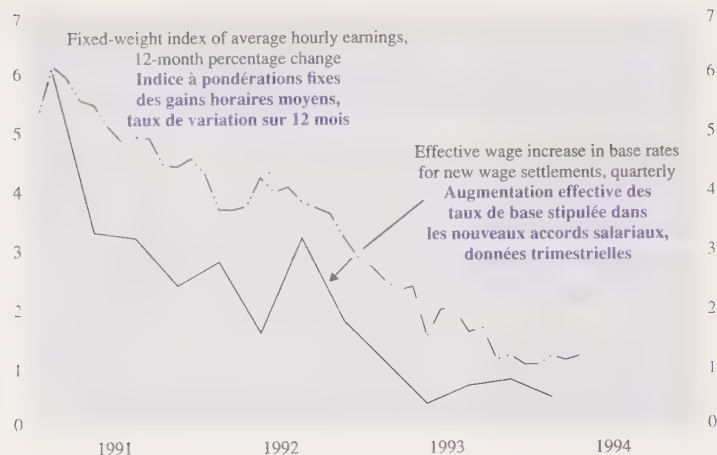 7
6
5
4
3
2
1
0
Fixed-weight index of average hourly earnings,
12-month percentage change
Indice à pondérations fixes
des gains horaires moyens,
taux de variation sur 12 mois
Effective wage increase in base rates
for new wage settlements, quarterly
Augmentation effective des
taux de base stipulée dans
les nouveaux accords salariaux,
données trimestrielles
7
6
5
4
3
2
1
0
1991
1992
1993
1994